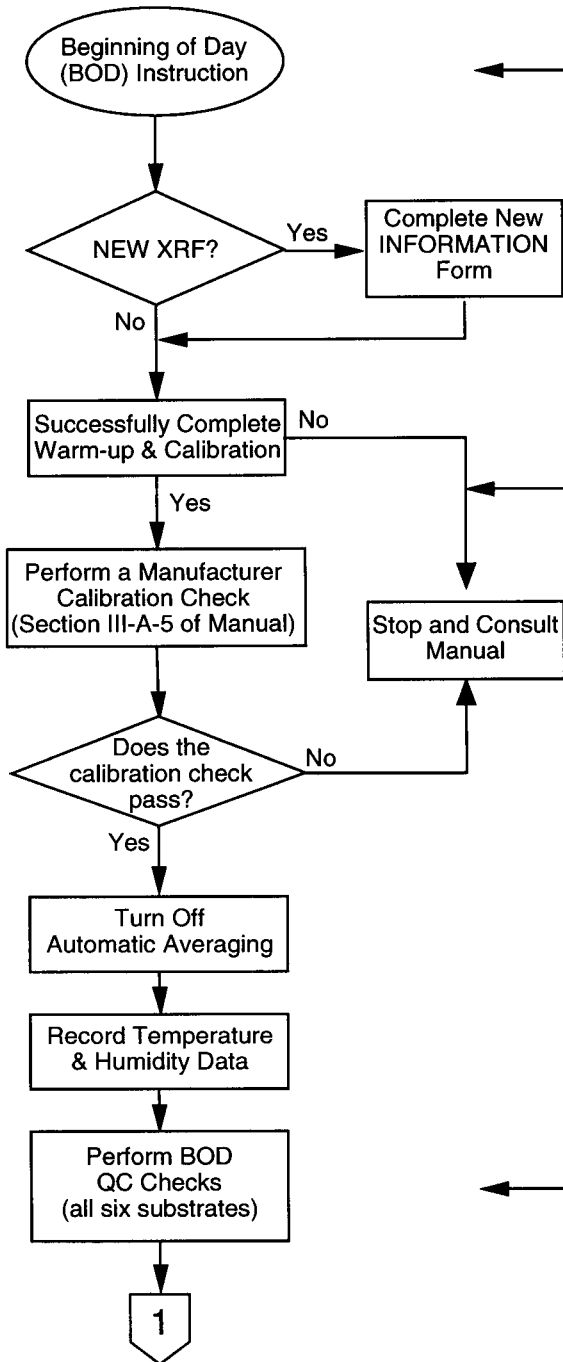 Beginning of Day
(BOD) Instruction
NEW XRF?
Yes
Complete New
INFORMATION
Form
No
Successfully Complete
Warm-up & Calibration
No
Yes
Perform a Manufacturer
Calibration Check
(Section III-A-5 of Manual)
Stop and Consult
Manual
Does the
calibration check
pass?
No
Yes
Turn Off
Automatic Averaging
Record Temperature
& Humidity Data
Perform BOD
QC Checks
(all six substrates)
1